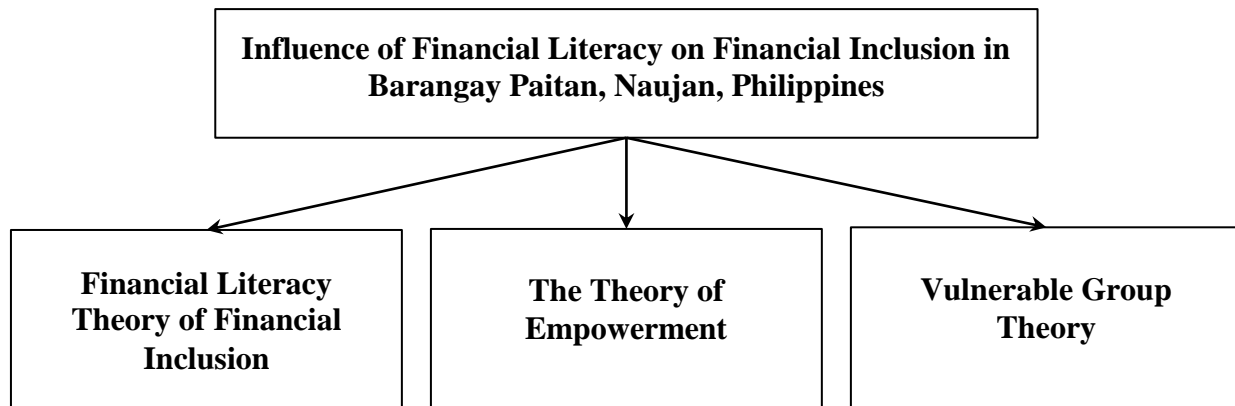 Influence of Financial Literacy on Financial Inclusion in
Barangay Paitan, Naujan, Philippines
Financial Literacy
Theory of Financial
Inclusion
The Theory of
Empowerment
Vulnerable Group
Theory